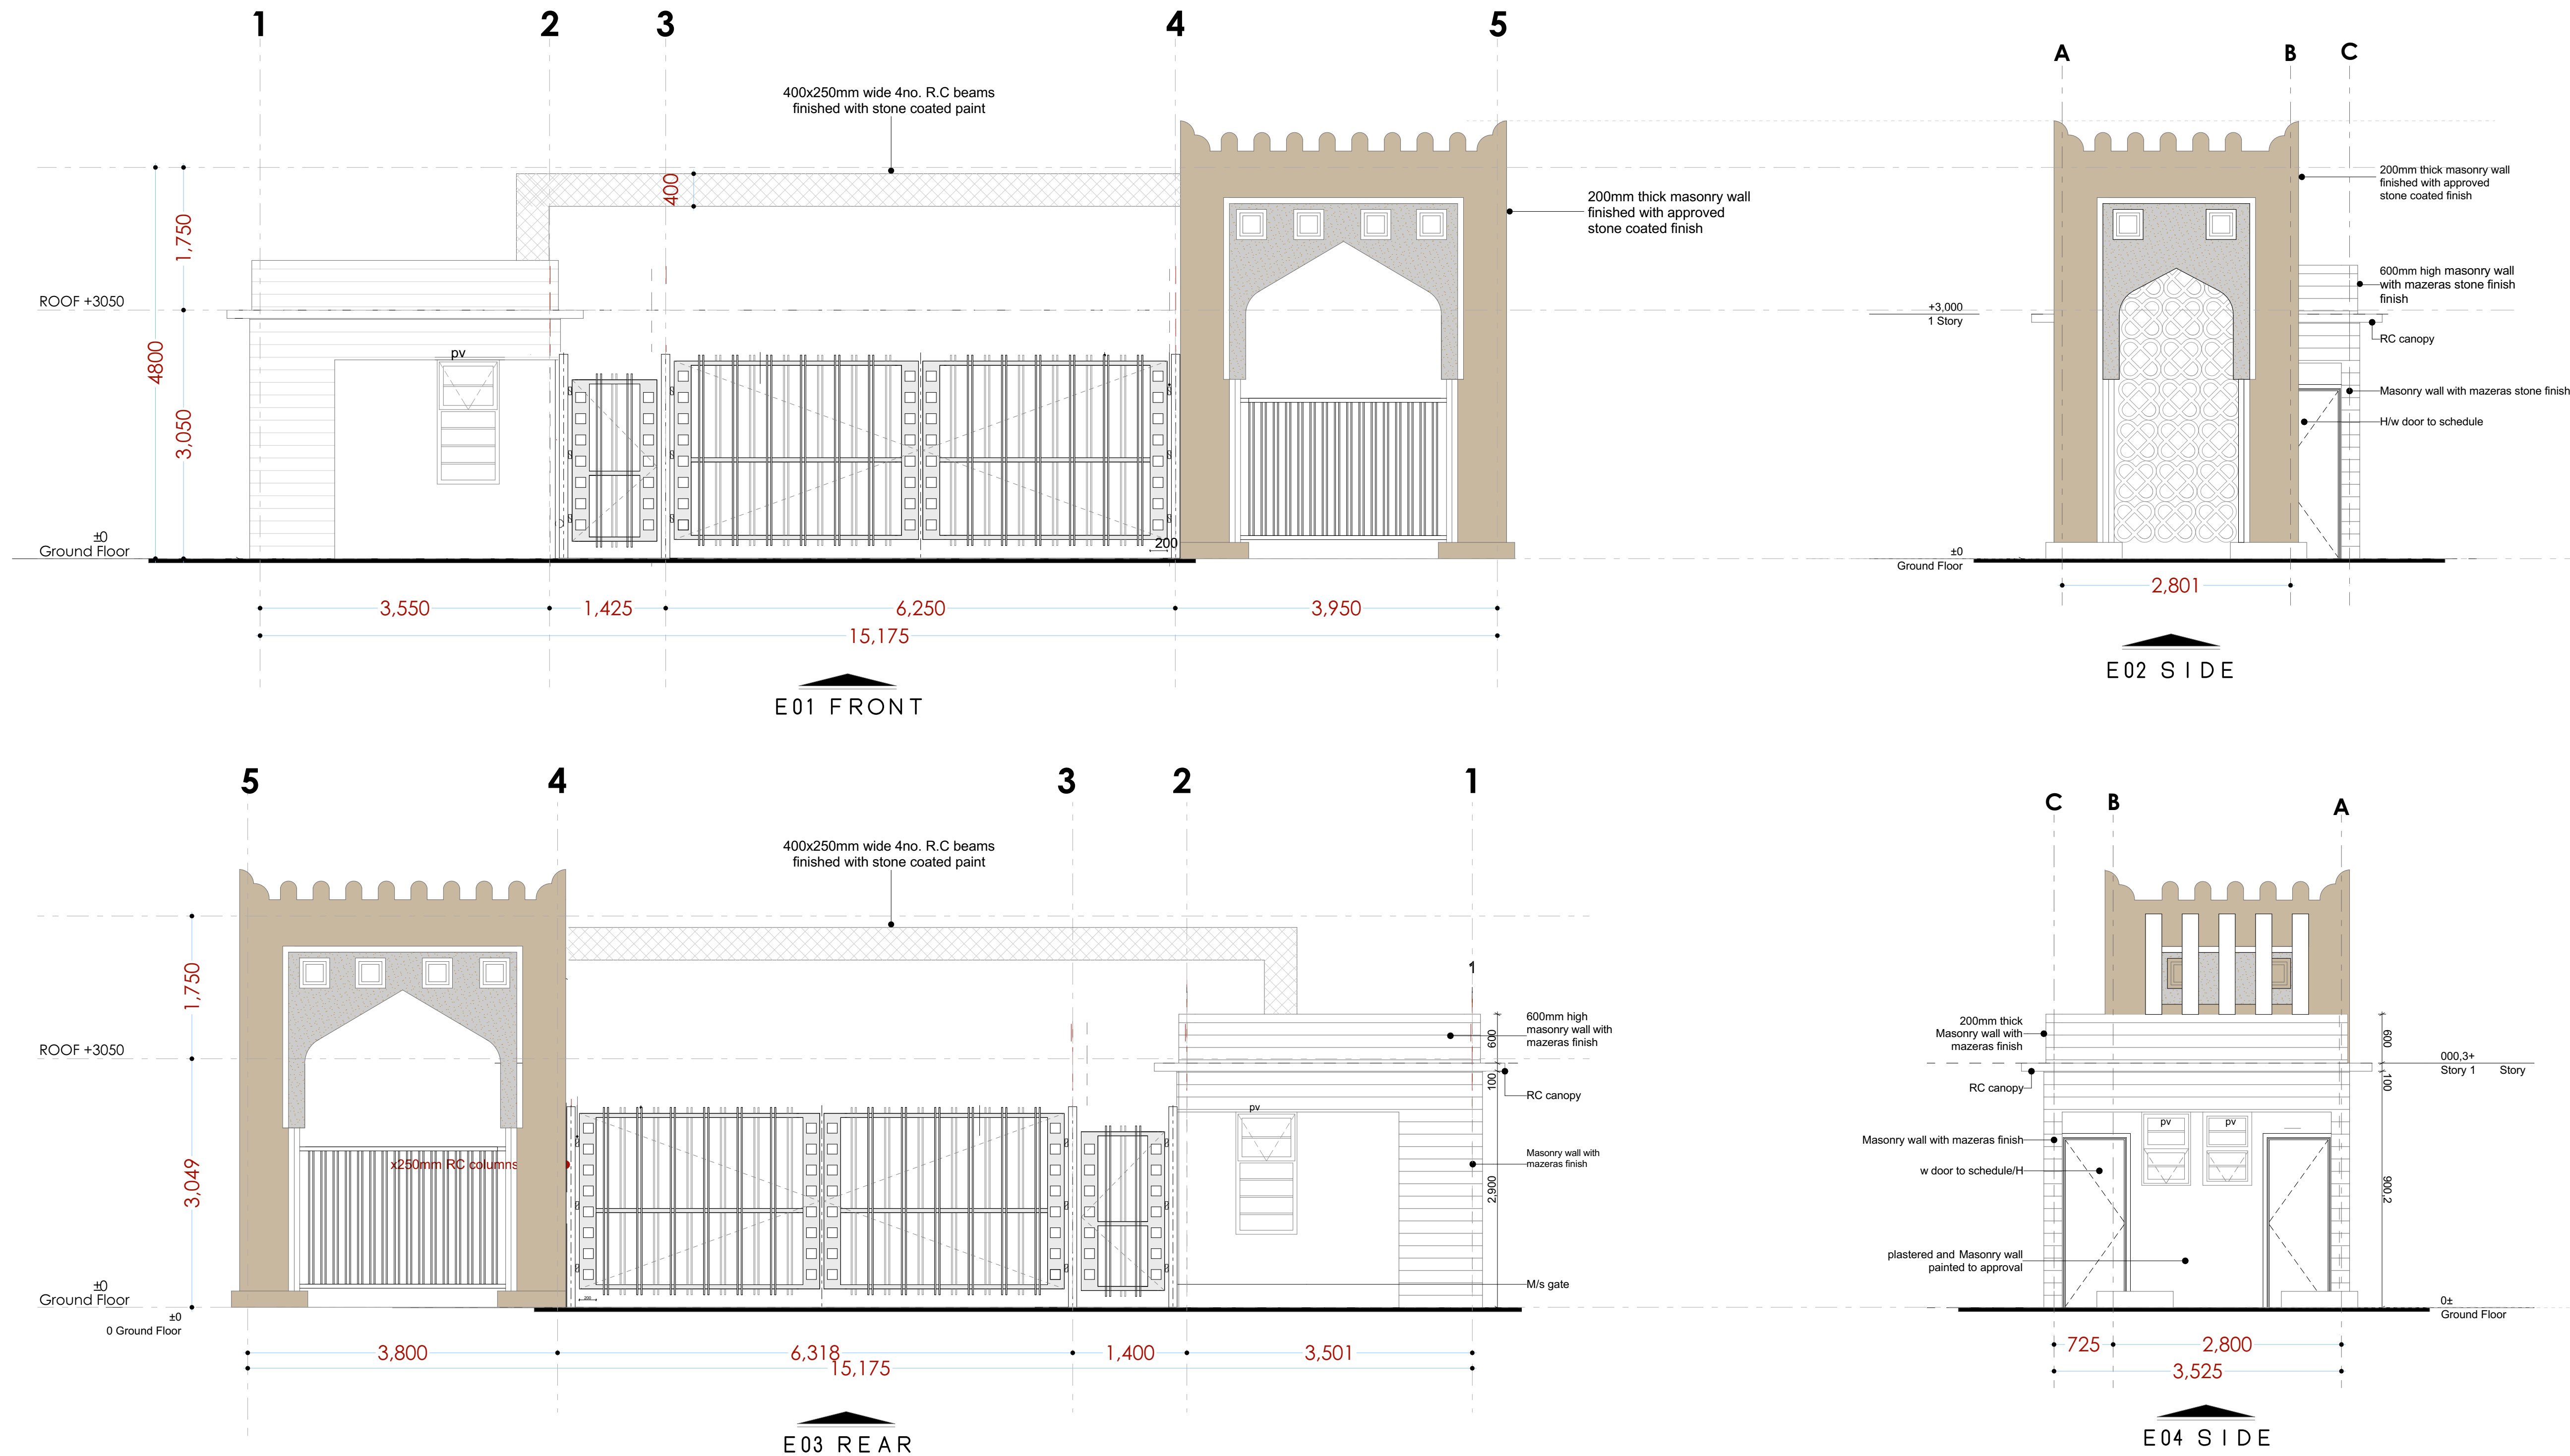 1 2 3 4 5
400x250mm wide 4no. R.C beams
finished with stone coated paint
400
1,750
4800
3,050
ROOF +3050
pv
200mm thick masonry wall
finished with approved
stone coated finish
±0
Ground Floor
200
3,550 1,425 6,250 3,950
15,175
E01 FRONT
A B C
200mm thick masonry wall
finished with approved
stone coated finish
600mm high masonry wall
with mazeras stone finish
finish
+3,000
1 Story
RC canopy
Masonry wall with mazeras stone finish
H/w door to schedule
±0
Ground Floor
2,801
E02 SIDE
5 4 3 2 1
400x250mm wide 4no. R.C beams
finished with stone coated paint
1
1,750
ROOF +3050
600mm high
masonry wall with
mazeras finish
600
100
RC canopy
pv
x250mm RC columns
3,049
Masonry wall with
mazeras finish
2,900
M/s gate
200
±0
Ground Floor
±0
0 Ground Floor
3,800 6,318 1,400 3,501
15,175
E03 REAR
C B A
200mm thick
Masonry wall with
mazeras finish
600
000,3+
Story 1 Story
RC canopy
100
pv pv
Masonry wall with mazeras finish
w door to schedule/H
900,2
plastered and Masonry wall
painted to approval
0±
Ground Floor
725 2,800
3,525
E04 SIDE